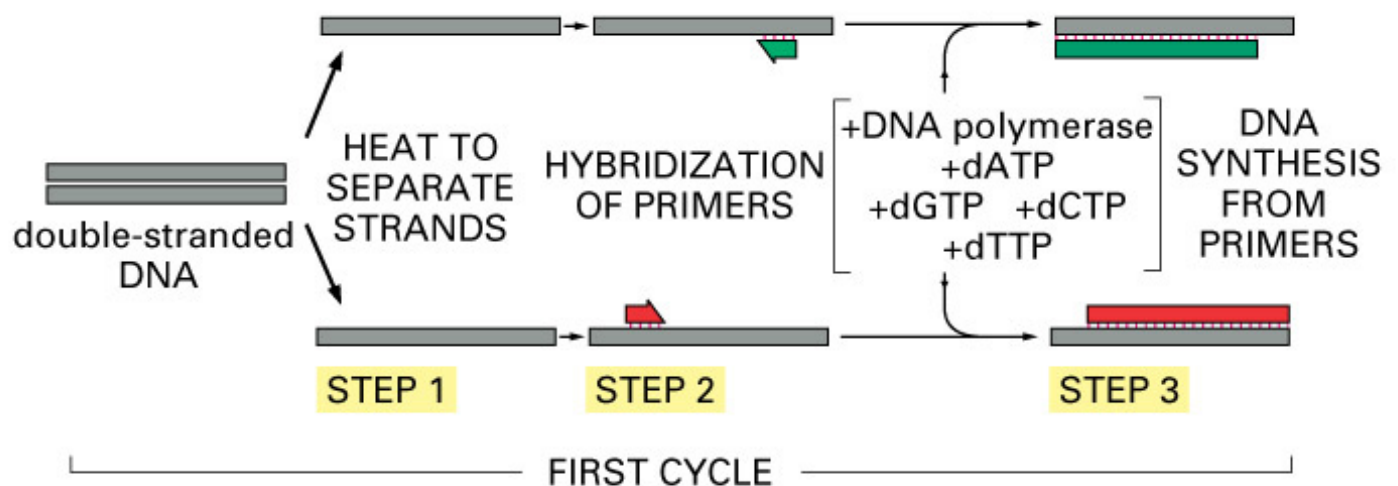 double-stranded
DNA
HEAT TO
SEPARATE
STRANDS
HYBRIDIZATION
OF PRIMERS
+DNA polymerase
+dATP
+dGTP +dCTP
+dTTP
DNA
SYNTHESIS
FROM
PRIMERS
STEP 1
STEP 2
STEP 3
FIRST CYCLE